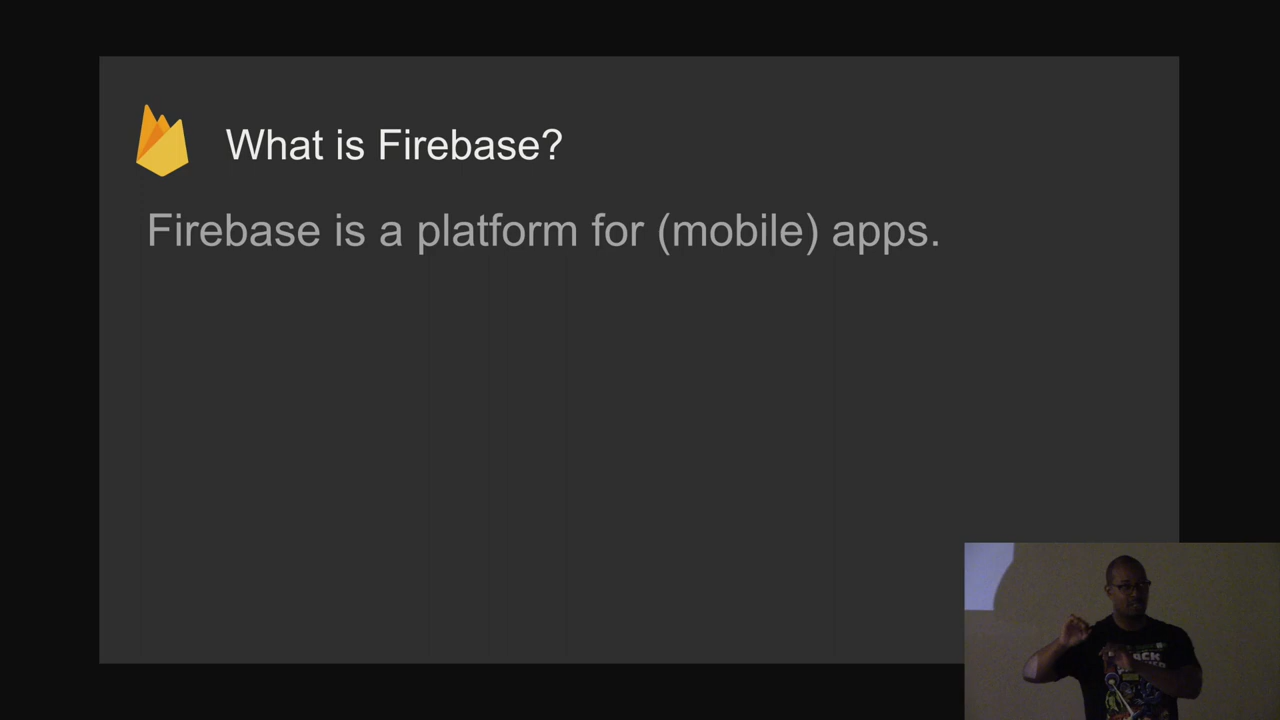 What is Firebase?
Firebase is a platform for (mobile) apps.